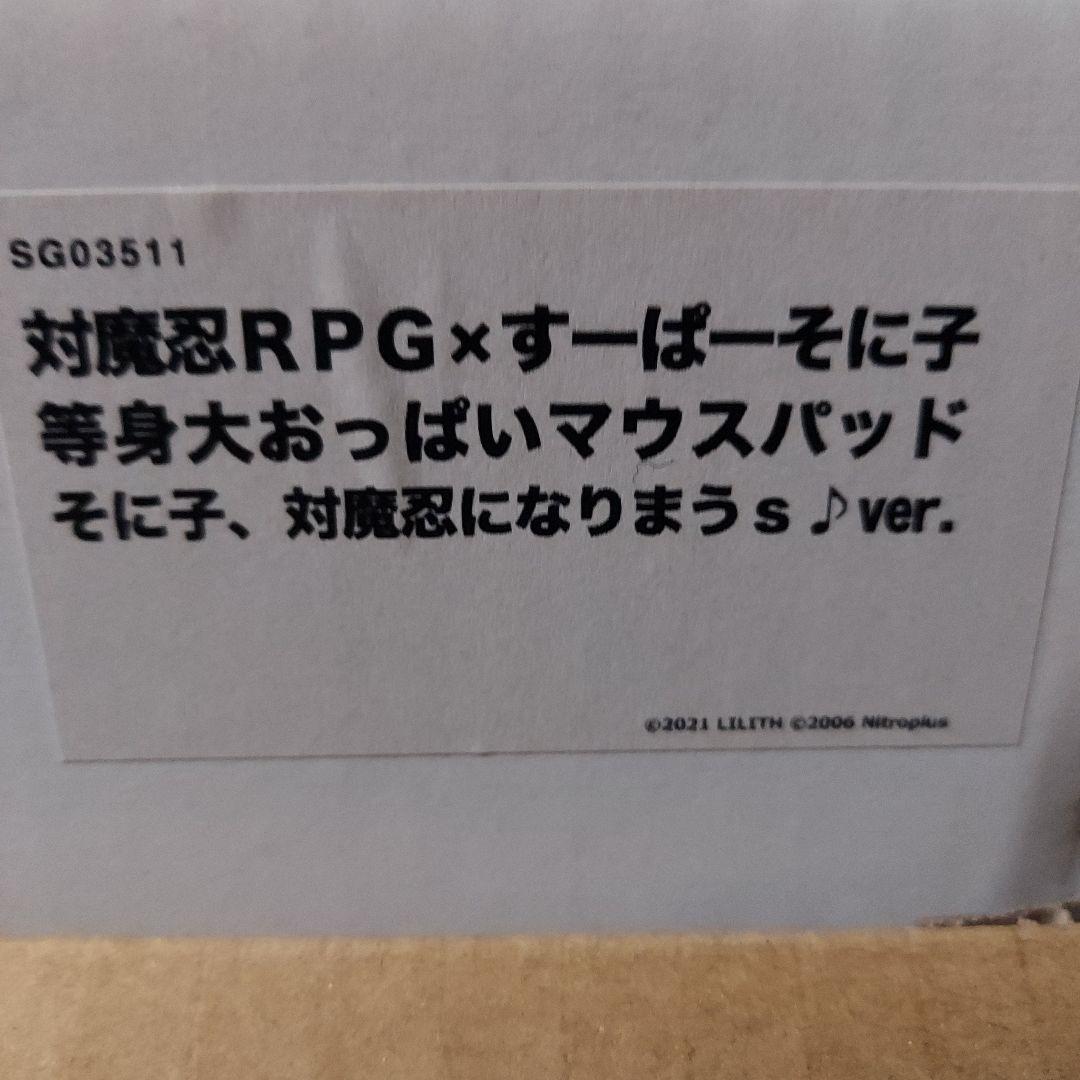 SG03511
対魔忍RPG×すーぱーそに子
等身大おっぱいマウスパッド
そに子、対魔忍になりまうs♪ver.
©2021 LILITH ©2006 Nitroplus